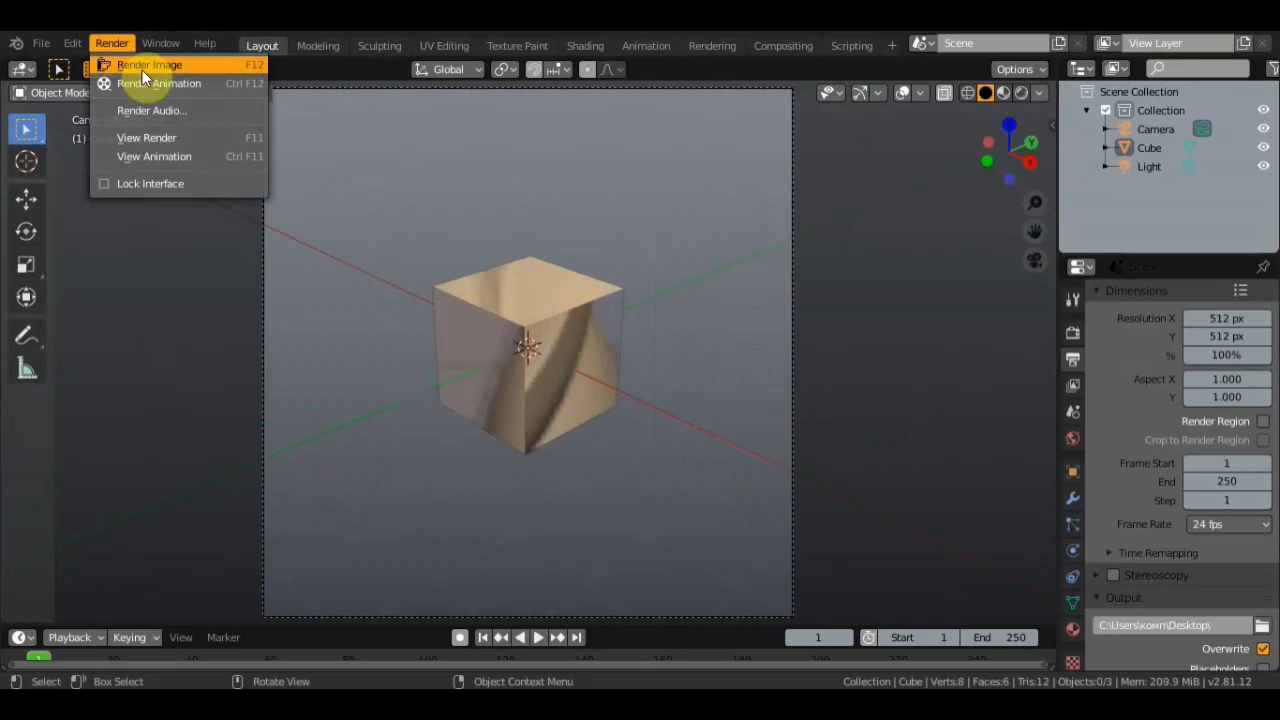 File Edit Render Window Help Layout Modeling Sculpting UV Editing Texture Paint Shading Animation Rendering Compositing Scripting + Scene View Layer
Render Image F12
Render Animation Ctrl F12
Render Audio...
View Render F11
View Animation Ctrl F11
Lock Interface
Global
Options
Object Mode
(1)
X
Y
Scene Collection
Collection
Camera
Cube
Light
Dimensions
Resolution X 512 px
Y 512 px
% 100%
Aspect X 1.000
Y 1.000
Render Region
Crop to Render Region
Frame Start 1
End 250
Step 1
Frame Rate 24 fps
Time Remapping
Stereoscopy
Output
C:\Users\комп\Desktop\
Overwrite
Placeholders
Playback Keying View Marker 1 Start 1 End 250
1
Select Box Select Rotate View Object Context Menu Collection | Cube | Verts:8 | Faces:6 | Tris:12 | Objects:0/3 | Mem: 209.9 MiB | v2.81.12